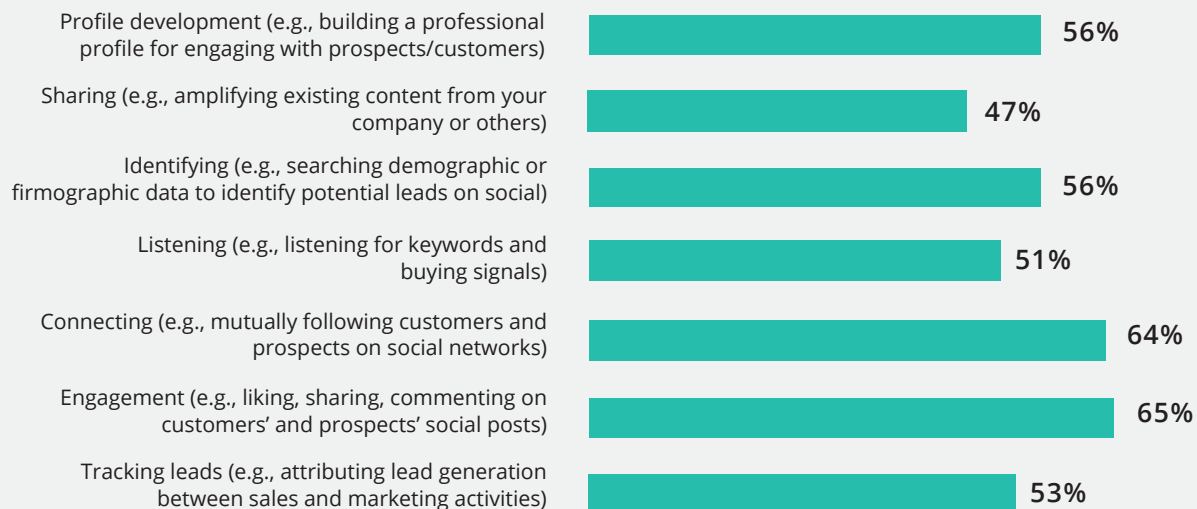 Profile development (e.g., building a professional
profile for engaging with prospects/customers)
56%
Sharing (e.g., amplifying existing content from your
company or others)
47%
Identifying (e.g., searching demographic or
firmographic data to identify potential leads on social)
56%
Listening (e.g., listening for keywords and
buying signals)
51%
Connecting (e.g., mutually following customers and
prospects on social networks)
64%
Engagement (e.g., liking, sharing, commenting on
customers’ and prospects’ social posts)
65%
Tracking leads (e.g., attributing lead generation
between sales and marketing activities)
53%